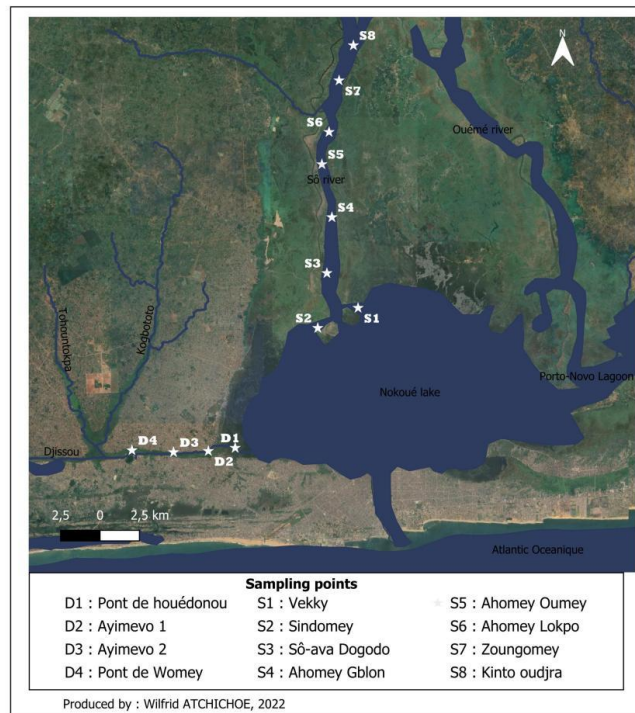 N
S8
S7
S6
Ouémé river
S5
Sô river
S4
S3
S2
S1
Tohountokpa
Kogbototo
Nokoué lake
Porto-Novo Lagoon
Djissou
D4
D3
D1
D2
2,5 0 2,5 km
Atlantic Oceanique
Sampling points
D1 : Pont de houédonou
D2 : Ayimevo 1
D3 : Ayimevo 2
D4 : Pont de Womey
S1 : Vekky
S2 : Sindomey
S3 : Sô-ava Dogodo
S4 : Ahomey Gblon
S5 : Ahomey Oumey
S6 : Ahomey Lokpo
S7 : Zoungomey
S8 : Kinto oudjra
Produced by : Wilfrid ATCHICHOE, 2022